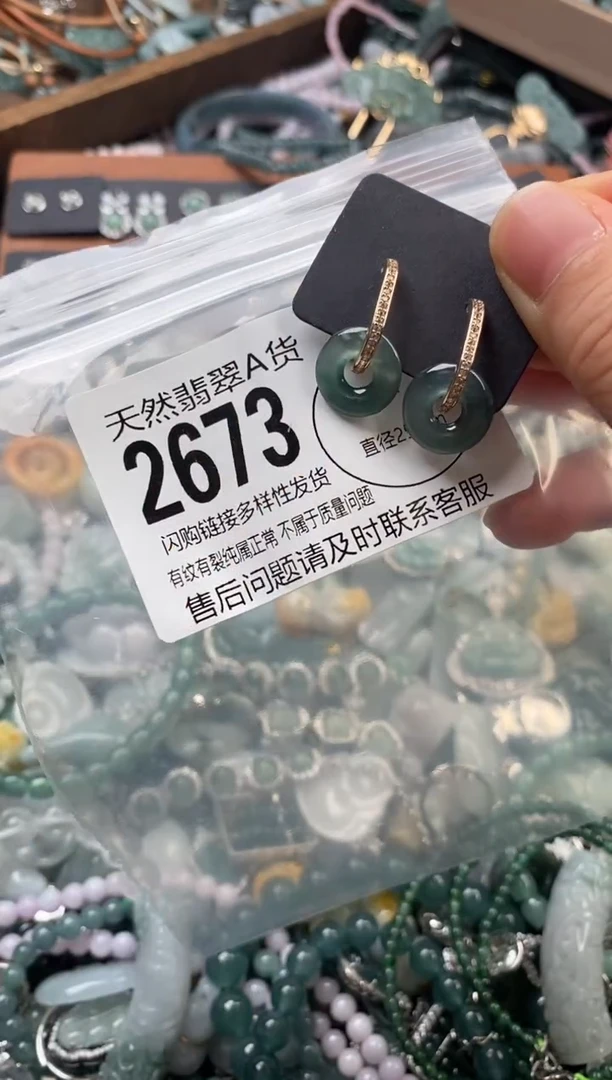 天然翡翠A货
2673
直径2
闪购链接多样性发货
有纹有裂纯属正常 不属于质量问题
售后问题请及时联系客服